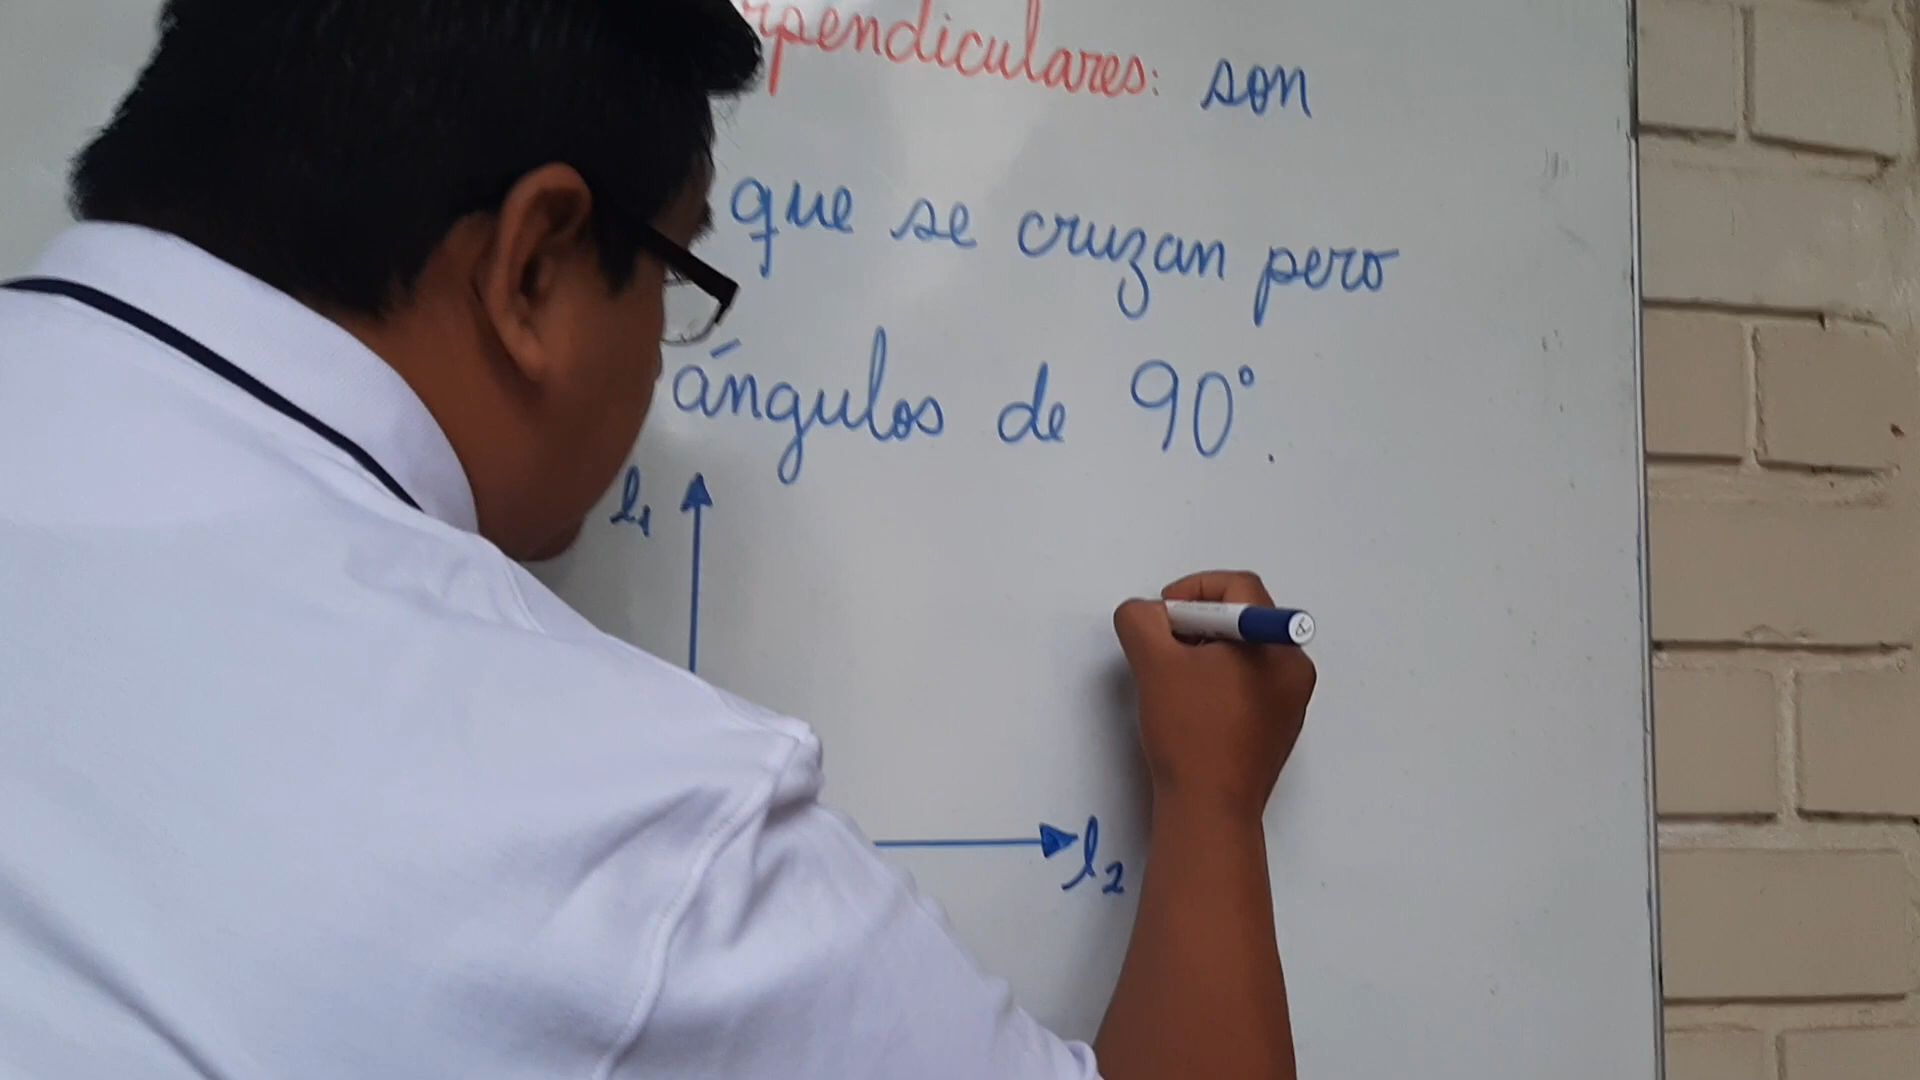 rpendiculares: son
que se cruzan pero
ángulos de 90°.
l₁
l₂